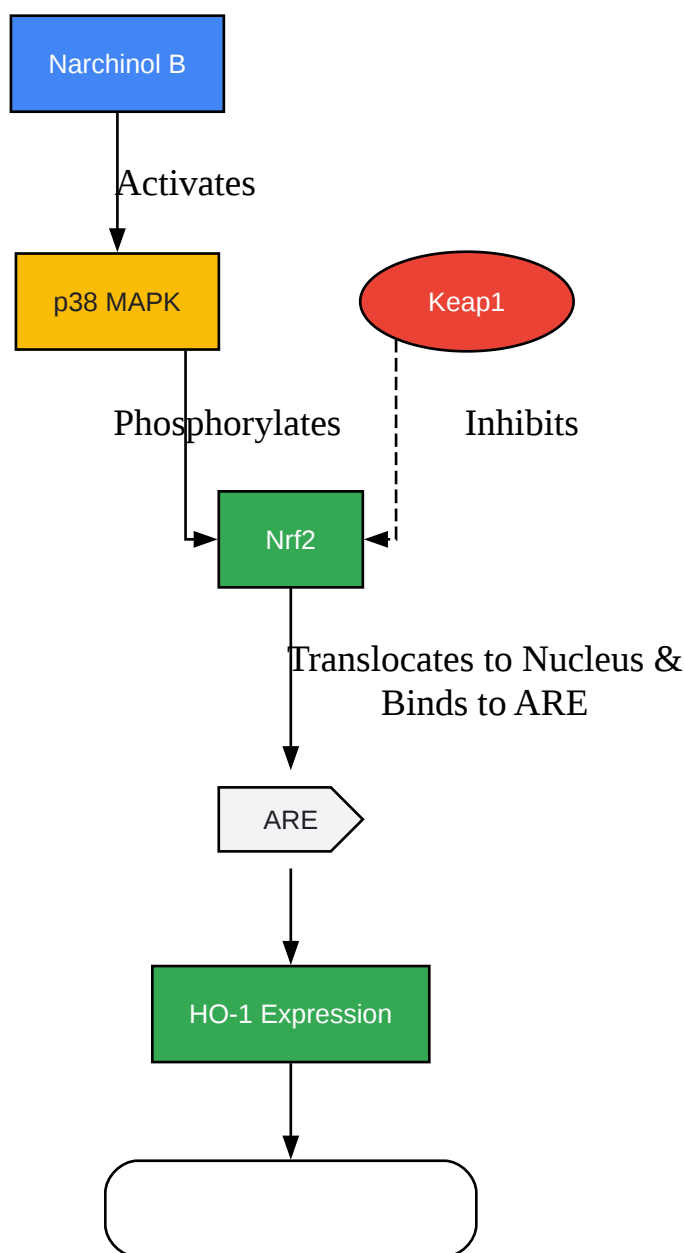 Narchinol B
Activates
p38 MAPK
Keap1
Phosphorylates
Inhibits
Nrf2
Translocates to Nucleus &
Binds to ARE
ARE
HO-1 Expression